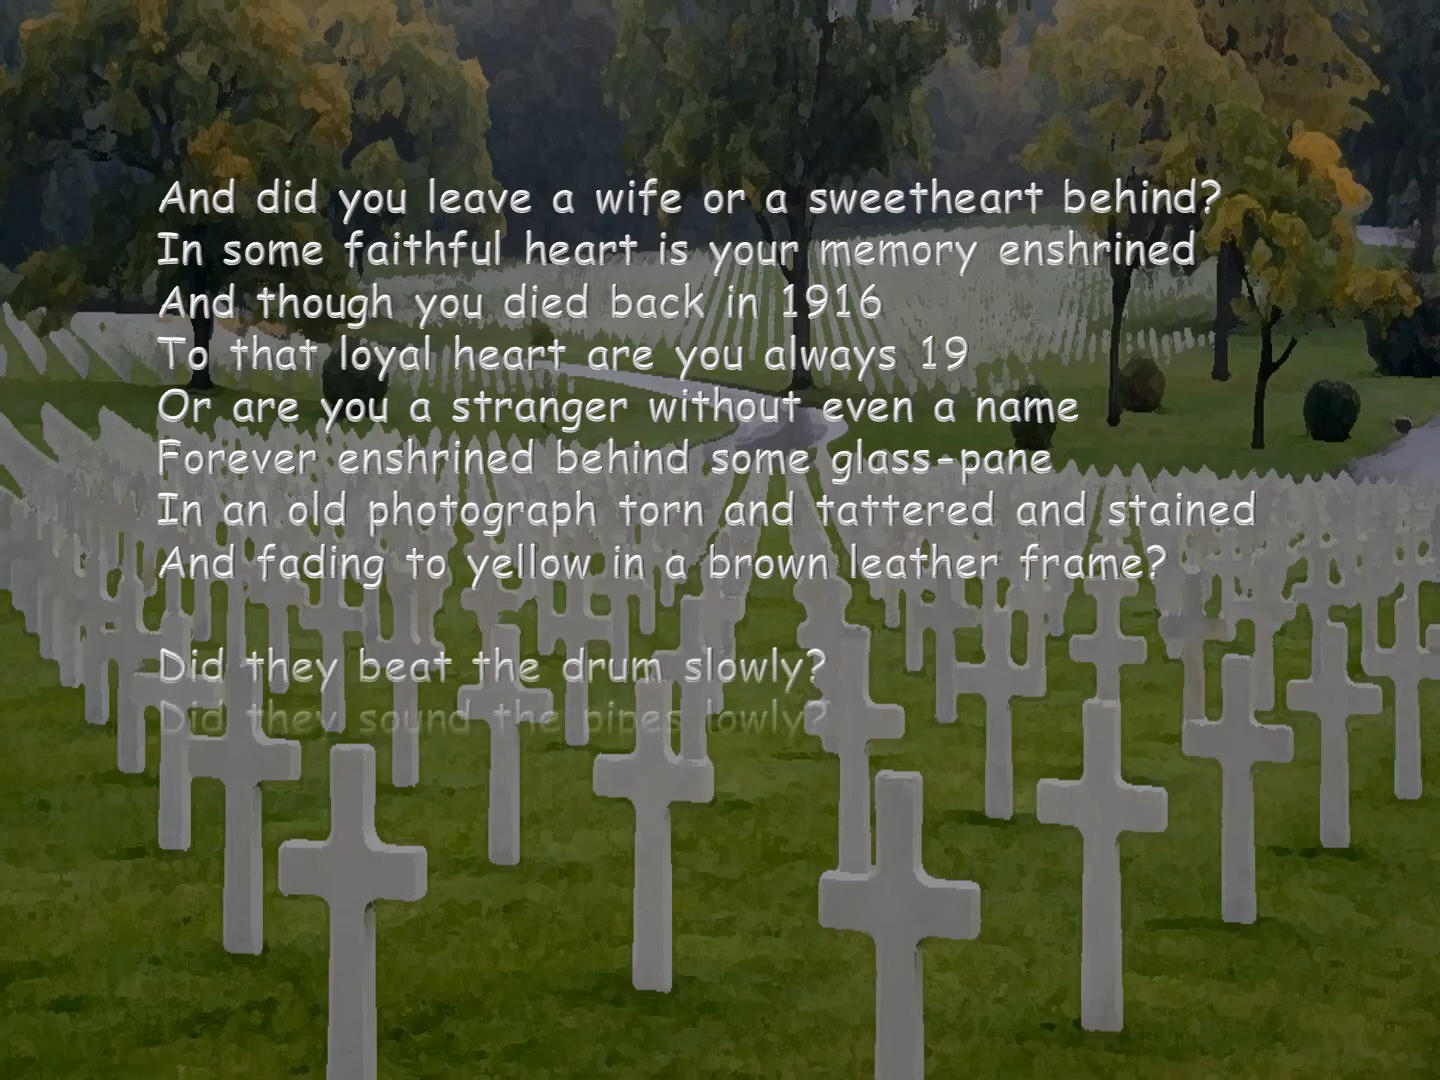 And did you leave a wife or a sweetheart behind?
In some faithful heart is your memory enshrined
And though you died back in 1916
To that loyal heart are you always 19
Or are you a stranger without even a name
Forever enshrined behind some glass-pane
In an old photograph torn and tattered and stained
And fading to yellow in a brown leather frame?
Did they beat the drum slowly?
Did they sound the pipes lowly?